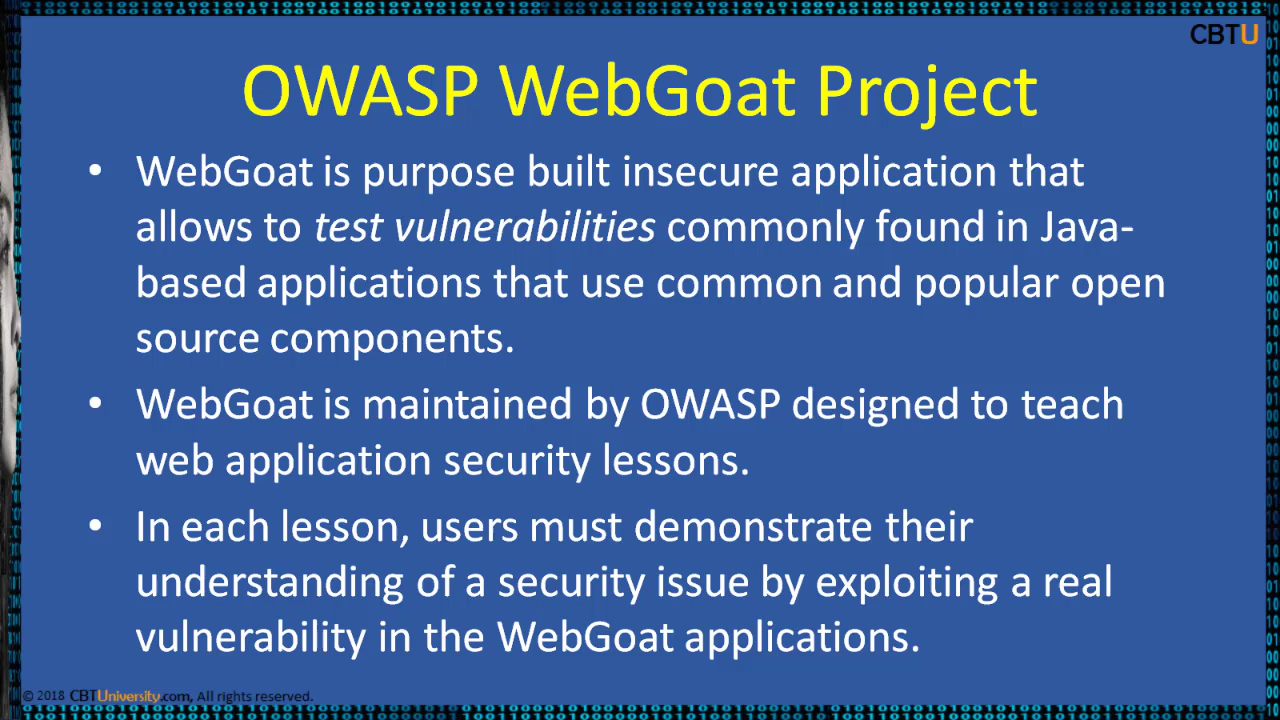 CBTU
OWASP WebGoat Project
• WebGoat is purpose built insecure application that
allows to test vulnerabilities commonly found in Java-
based applications that use common and popular open
source components.
• WebGoat is maintained by OWASP designed to teach
web application security lessons.
• In each lesson, users must demonstrate their
understanding of a security issue by exploiting a real
vulnerability in the WebGoat applications.
© 2018 CBTUniversity.com, All rights reserved.